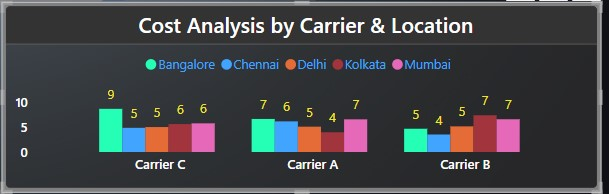 Cost Analysis by Carrier & Location
Bangalore Chennai Delhi Kolkata Mumbai
10
5
0
9 5 5 6 6
7 6 5 4 7
5 4 5 7 7
Carrier C Carrier A Carrier B